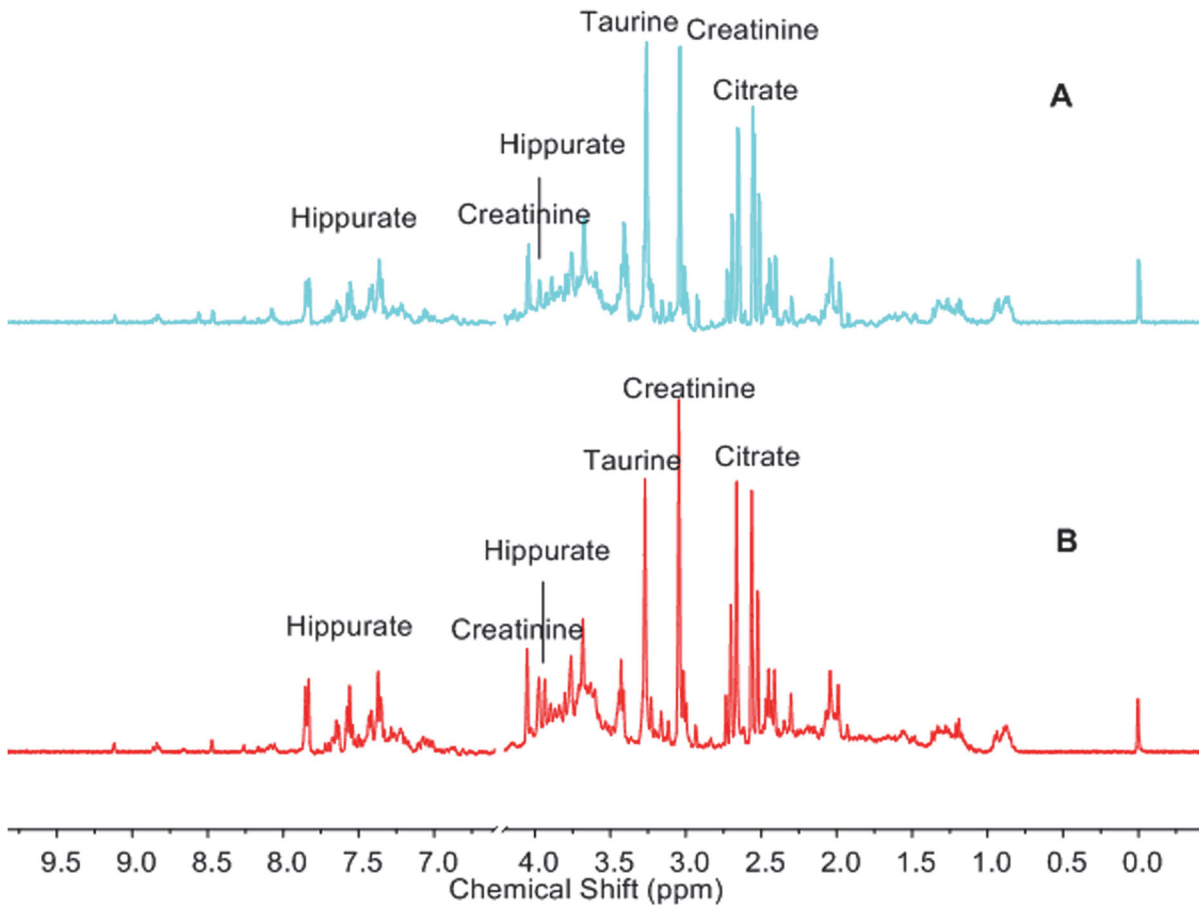 Taurine
Creatinine
Citrate
A
Hippurate
Creatinine
Hippurate
Creatinine
Taurine
Citrate
B
Hippurate
Creatinine
Hippurate
9.5 9.0 8.5 8.0 7.5 7.0 4.0 3.5 3.0 2.5 2.0 1.5 1.0 0.0
Chemical Shift (ppm)